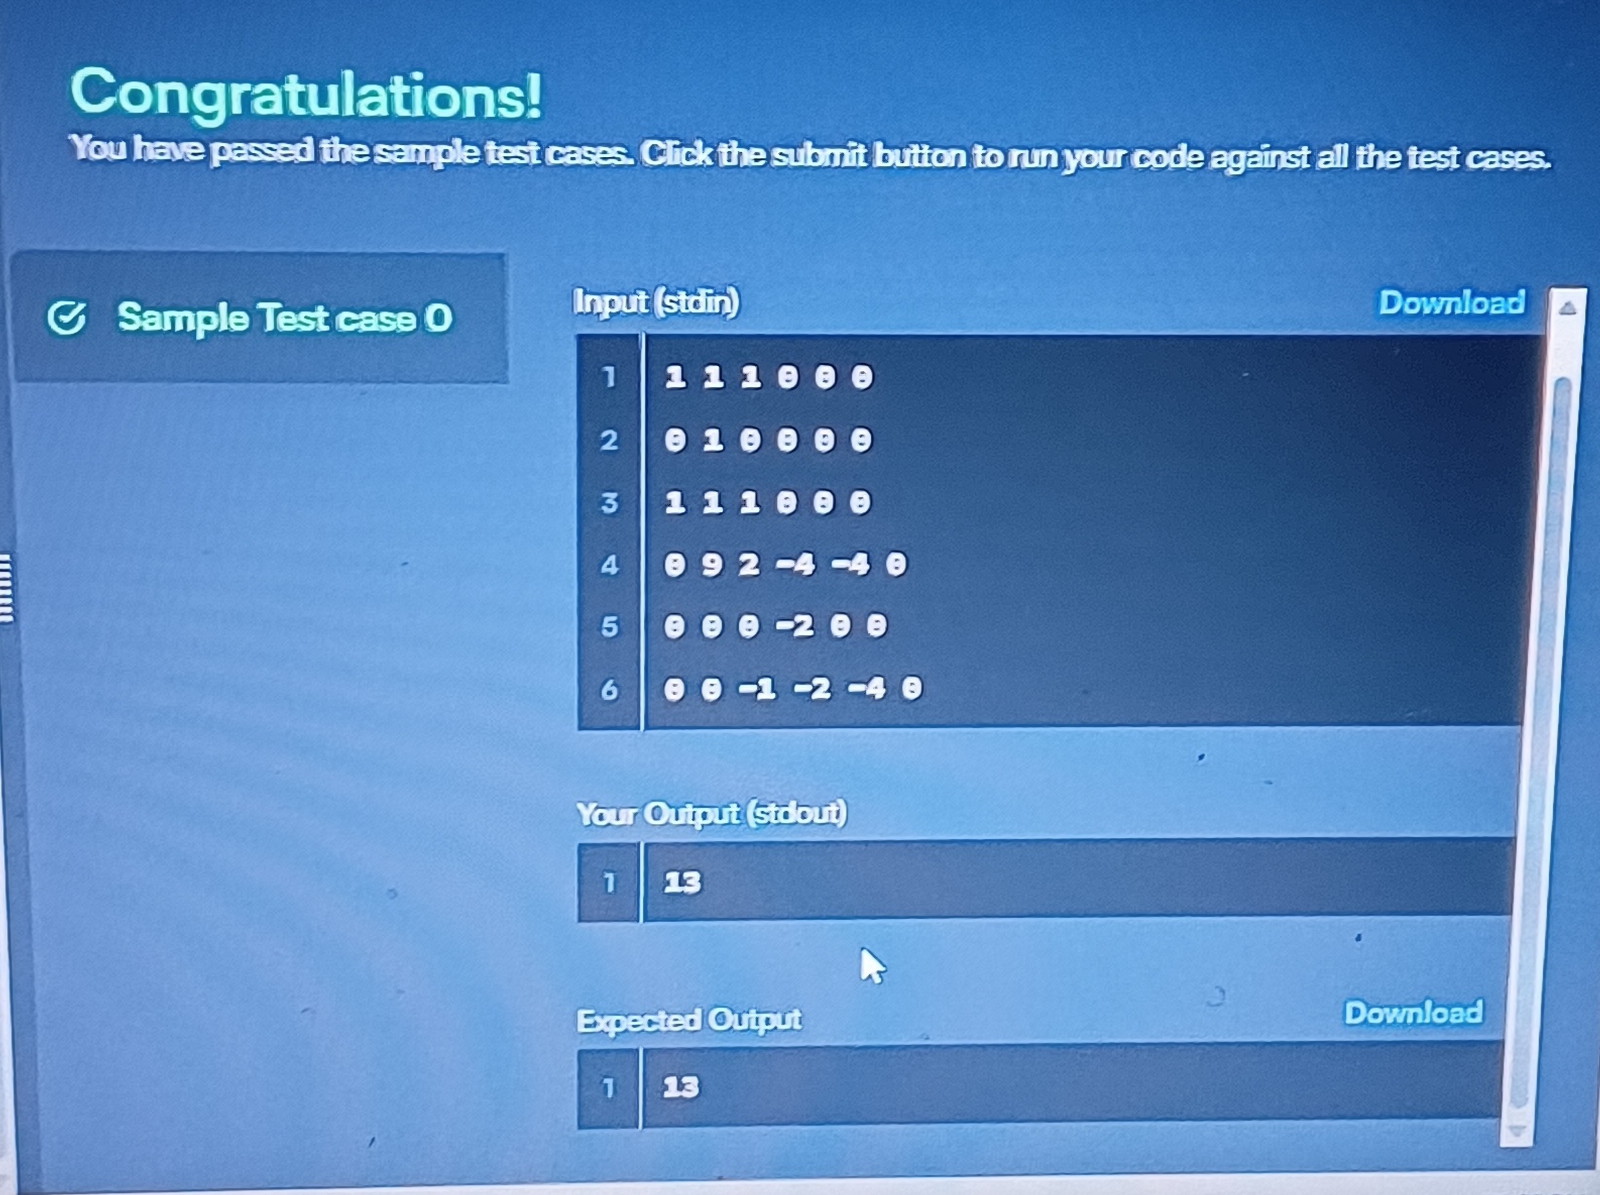 Congratulations!
You have passed the sample test cases. Click the submit button to run your code against all the test cases.
Sample Test case 0
Input (stdin)
Download
1 1 1 1 0 0 0
2 0 1 0 0 0 0
3 1 1 1 0 0 0
4 0 9 2 -4 -4 0
5 0 0 0 -2 0 0
6 0 0 -1 -2 -4 0
Your Output (stdout)
1 13
Expected Output
Download
1 13